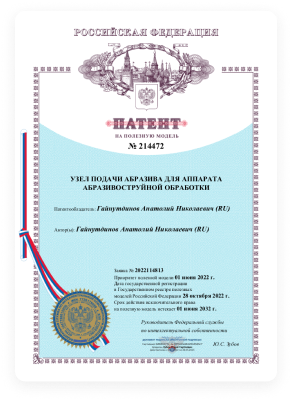 РОССИЙСКАЯ ФЕДЕРАЦИЯ
ПАТЕНТ
НА ПОЛЕЗНУЮ МОДЕЛЬ
№ 214472
УЗЕЛ ПОДАЧИ АБРАЗИВА ДЛЯ АППАРАТА
АБРАЗИВОСТРУЙНОЙ ОБРАБОТКИ
Патентообладатель: Гайнутдинов Анатолий Николаевич (RU)
Автор(ы): Гайнутдинов Анатолий Николаевич (RU)
Заявка № 2022114813
Приоритет полезной модели 01 июня 2022 г.
Дата государственной регистрации
в Государственном реестре полезных
моделей Российской Федерации 28 октября 2022 г.
Срок действия исключительного права
на полезную модель истекает 01 июня 2032 г.
Руководитель Федеральной службы
по интеллектуальной собственности
Ю.С. Зубов